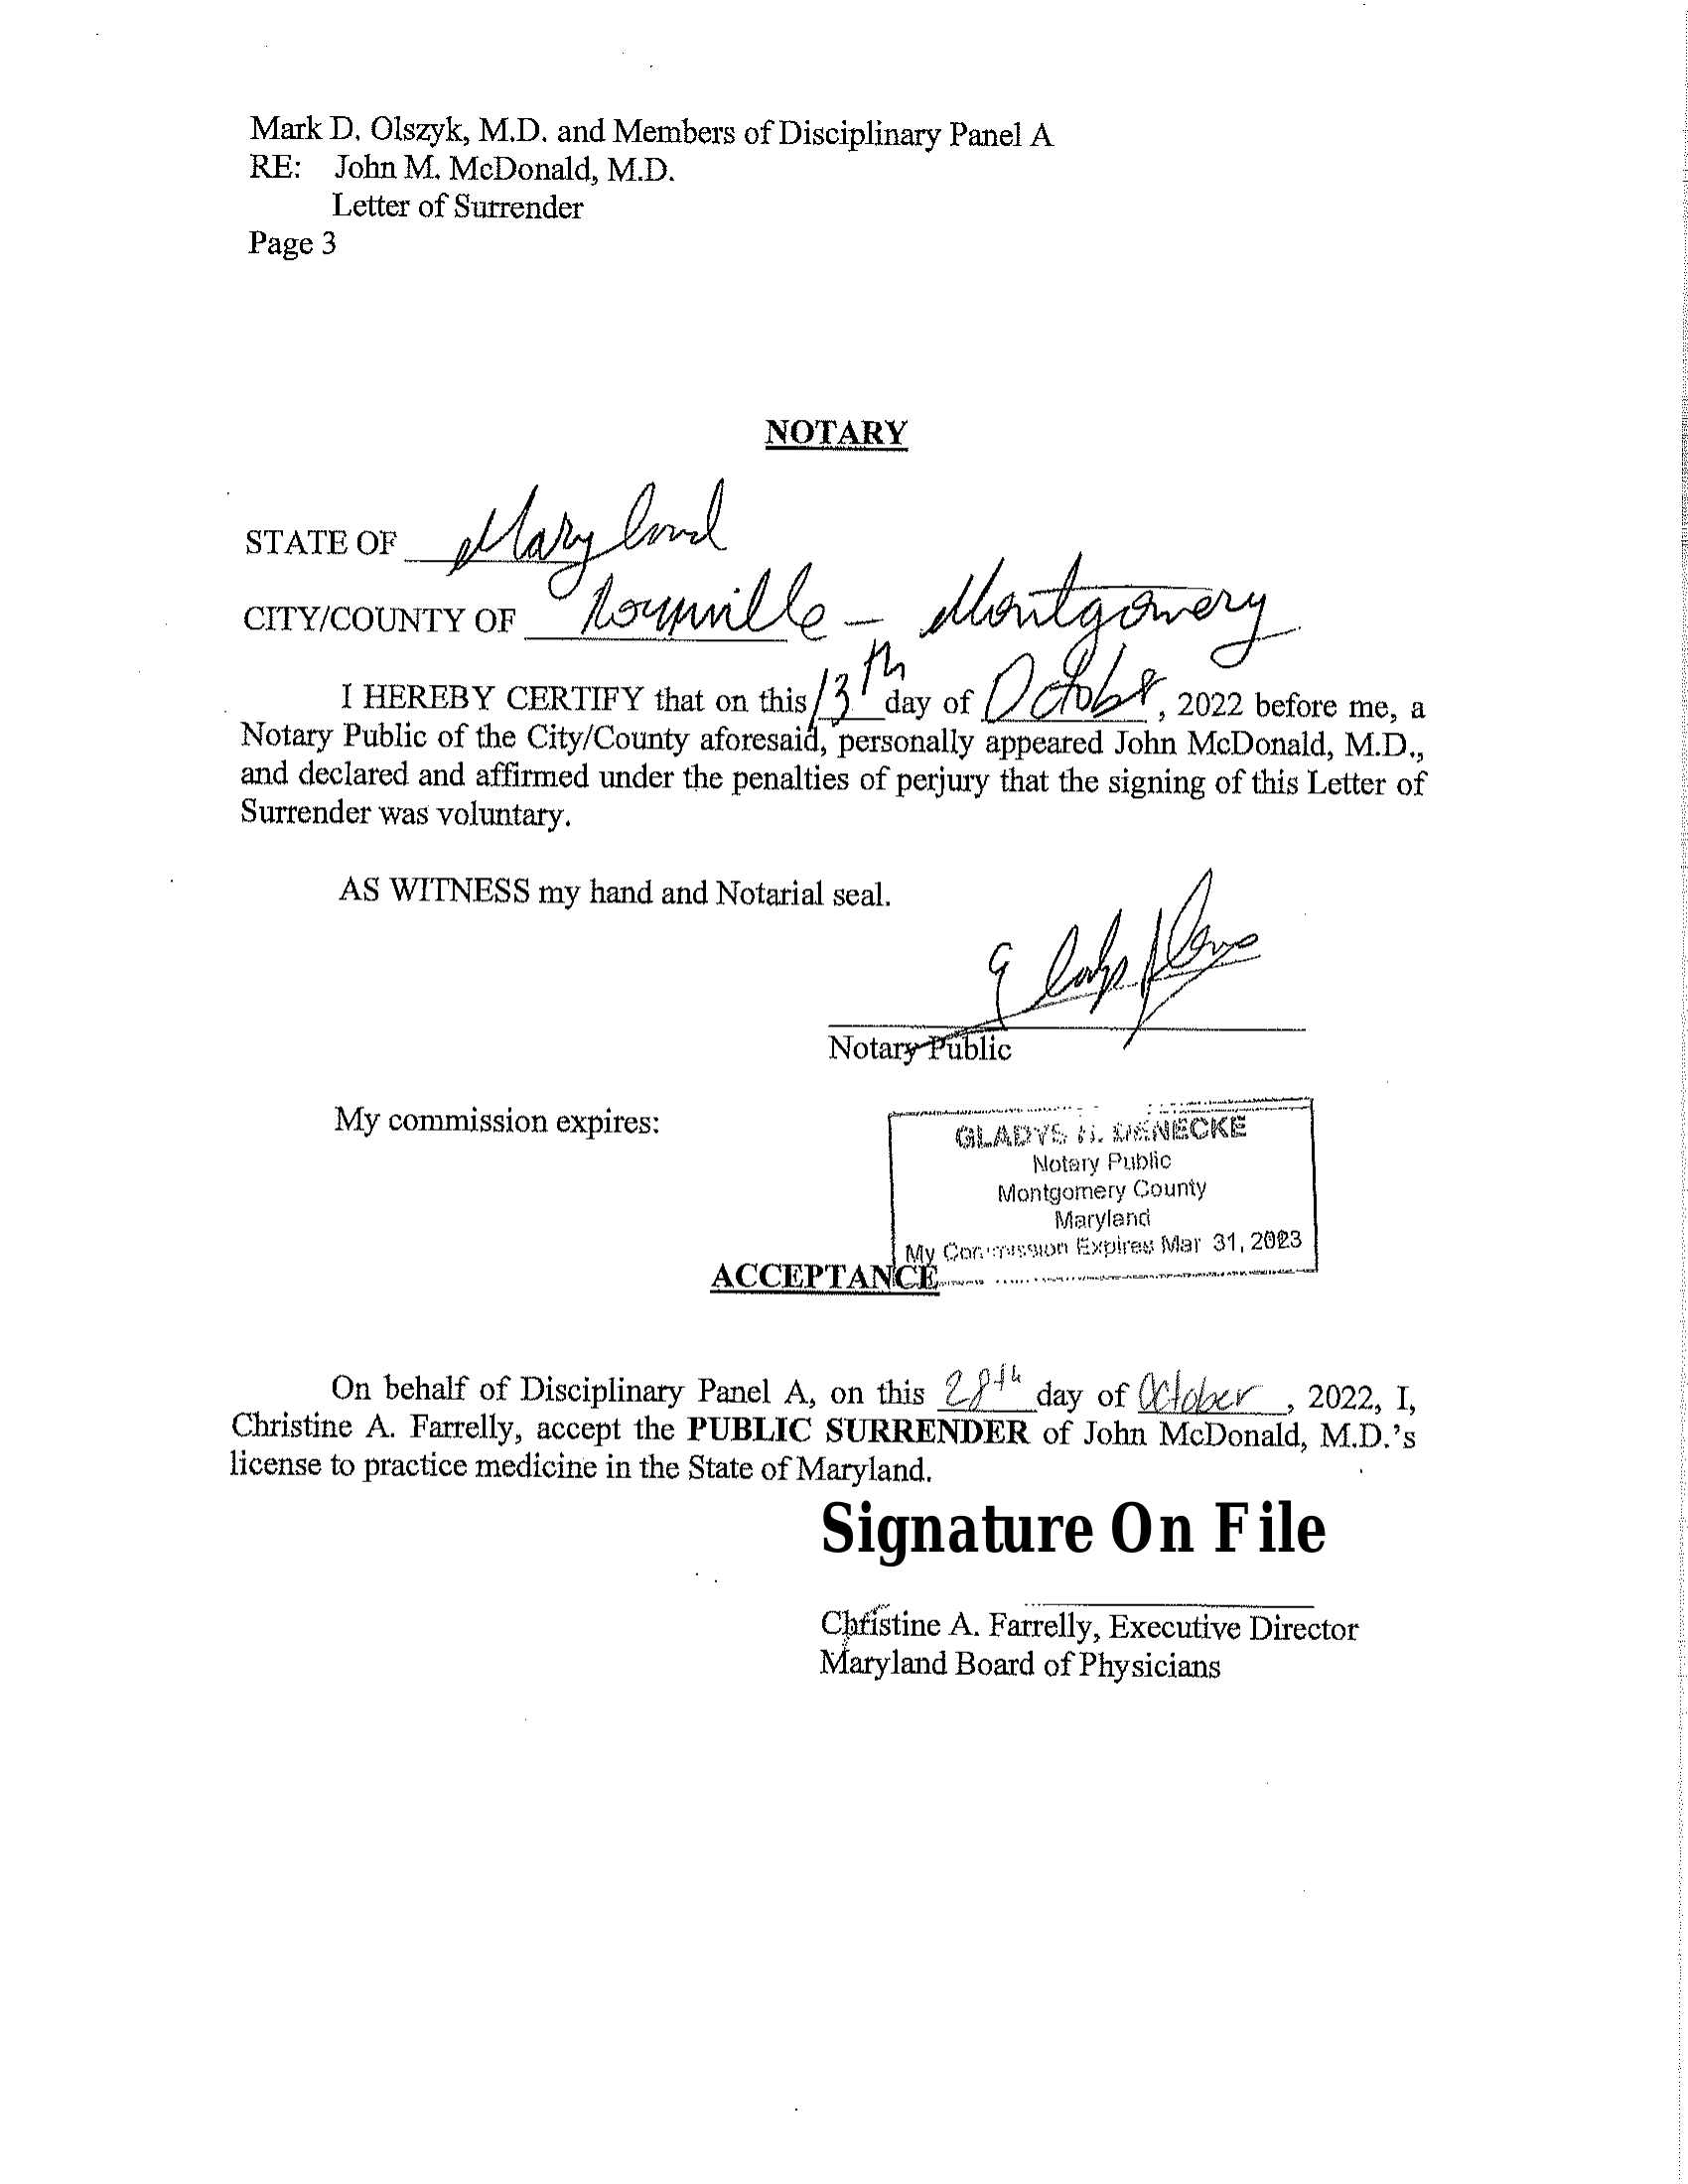 Mark D. Olszyk, M.D. and Members of Disciplinary Panel A
RE: John M. McDonald, M.D.
Letter of Surrender
Page 3
NOTARY
STATE OF Maryland
CITY/COUNTY OF - Montgomery
I HEREBY CERTIFY that on this 13th day of October, 2022 before me, a
Notary Public of the City/County aforesaid, personally appeared John McDonald, M.D.,
and declared and affirmed under the penalties of perjury that the signing of this Letter of
Surrender was voluntary.
AS WITNESS my hand and Notarial seal.
Notary Public
My commission expires:
GLADYS H. DENECKE
Notary Public
Montgomery County
Maryland
My Commission Expires Mar 31, 2023
ACCEPTANCE
On behalf of Disciplinary Panel A, on this 28th day of October, 2022, I,
Christine A. Farrelly, accept the PUBLIC SURRENDER of John McDonald, M.D.'s
license to practice medicine in the State of Maryland.
Signature On File
Christine A. Farrelly, Executive Director
Maryland Board of Physicians